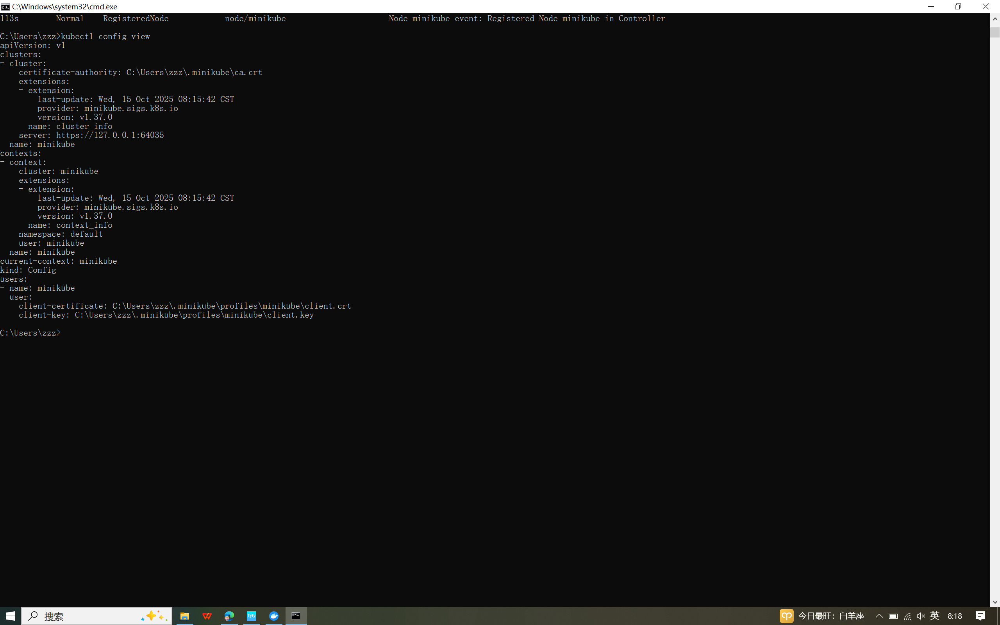 C:\Windows\system32\cmd.exe
113s        Normal    RegisteredNode            node/minikube                      Node minikube event: Registered Node minikube in Controller
C:\Users\zzz>kubectl config view
apiVersion: v1
clusters:
- cluster:
    certificate-authority: C:\Users\zzz\.minikube\ca.crt
    extensions:
    - extension:
        last-update: Wed, 15 Oct 2025 08:15:42 CST
        provider: minikube.sigs.k8s.io
        version: v1.37.0
      name: cluster_info
    server: https://127.0.0.1:64035
  name: minikube
contexts:
- context:
    cluster: minikube
    extensions:
    - extension:
        last-update: Wed, 15 Oct 2025 08:15:42 CST
        provider: minikube.sigs.k8s.io
        version: v1.37.0
      name: context_info
    namespace: default
    user: minikube
  name: minikube
current-context: minikube
kind: Config
users:
- name: minikube
  user:
    client-certificate: C:\Users\zzz\.minikube\profiles\minikube\client.crt
    client-key: C:\Users\zzz\.minikube\profiles\minikube\client.key
C:\Users\zzz>
搜索 Tyty 今日最旺：白羊座 英 8:18